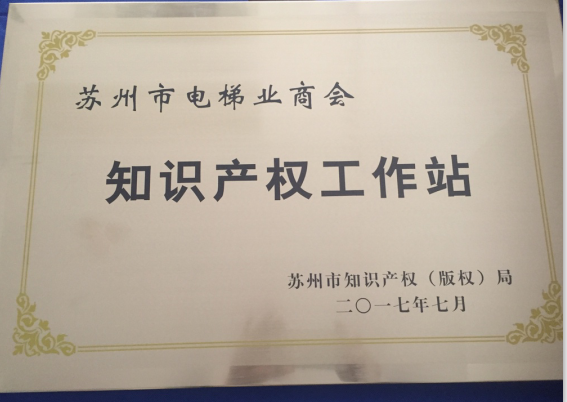 苏州市电梯业商会
知识产权工作站
苏州市知识产权（版权）局
二〇一七年七月